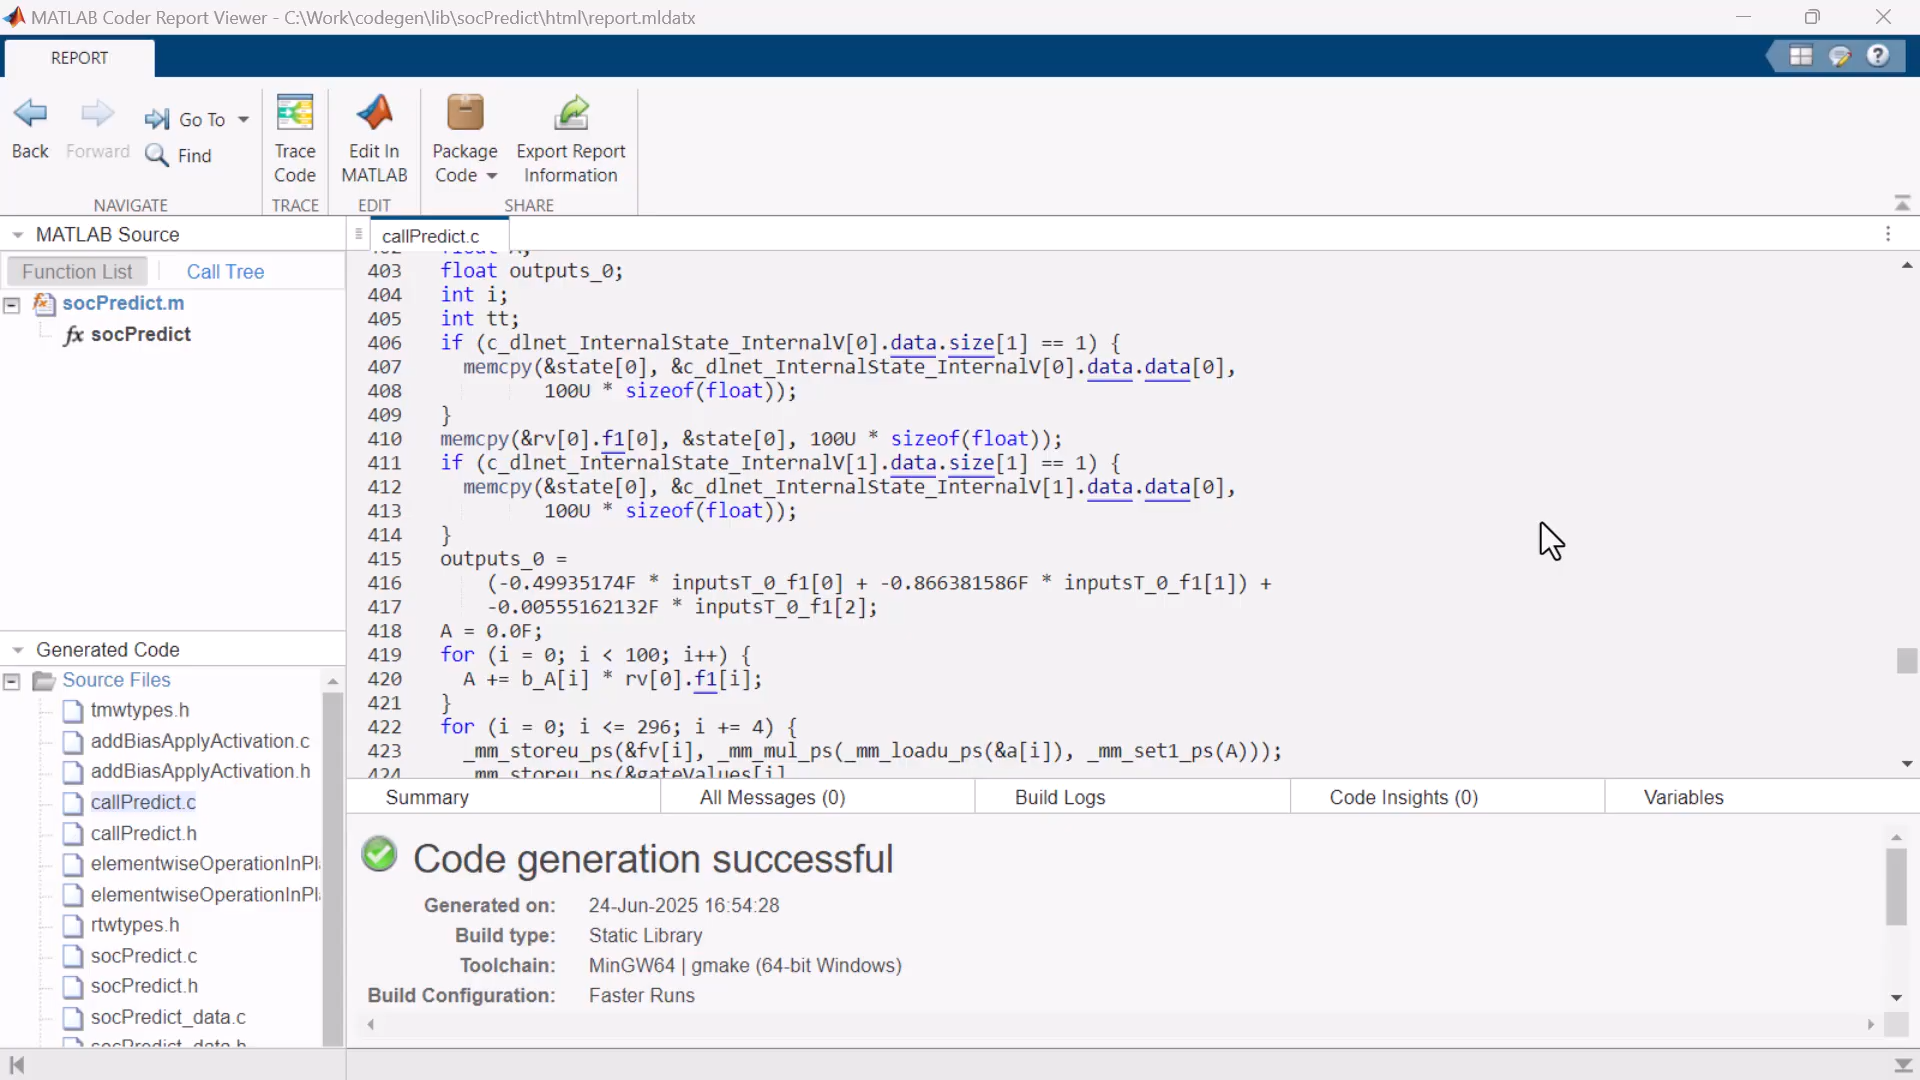 MATLAB Coder Report Viewer - C:\Work\codegen\lib\socPredict\html\report.mldatx
REPORT
Back
Forward
Go To
Find
Trace Code
Edit In MATLAB
Package Code
Export Report Information
NAVIGATE
TRACE
EDIT
SHARE
MATLAB Source
Function List
Call Tree
socPredict.m
fx socPredict
Generated Code
Source Files
tmwtypes.h
addBiasApplyActivation.c
addBiasApplyActivation.h
callPredict.c
callPredict.h
elementwiseOperationInPl
elementwiseOperationInPl
rtwtypes.h
socPredict.c
socPredict.h
socPredict_data.c
socPredict_data.h
callPredict.c
402 float A;
403 float outputs_0;
404 int i;
405 int tt;
406 if (c_dlnet_InternalState_InternalV[0].data.size[1] == 1) {
407 memcpy(&state[0], &c_dlnet_InternalState_InternalV[0].data.data[0],
408 100U * sizeof(float));
409 }
410 memcpy(&rv[0].f1[0], &state[0], 100U * sizeof(float));
411 if (c_dlnet_InternalState_InternalV[1].data.size[1] == 1) {
412 memcpy(&state[0], &c_dlnet_InternalState_InternalV[1].data.data[0],
413 100U * sizeof(float));
414 }
415 outputs_0 =
416 (-0.49935174F * inputsT_0_f1[0] + -0.866381586F * inputsT_0_f1[1]) +
417 -0.00555162132F * inputsT_0_f1[2];
418 A = 0.0F;
419 for (i = 0; i < 100; i++) {
420 A += b_A[i] * rv[0].f1[i];
421 }
422 for (i = 0; i <= 296; i += 4) {
423 _mm_storeu_ps(&fv[i], _mm_mul_ps(_mm_loadu_ps(&a[i]), _mm_set1_ps(A)));
424 _mm_storeu_ps(&gateValues[i]
Summary
All Messages (0)
Build Logs
Code Insights (0)
Variables
Code generation successful
Generated on: 24-Jun-2025 16:54:28
Build type: Static Library
Toolchain: MinGW64 | gmake (64-bit Windows)
Build Configuration: Faster Runs